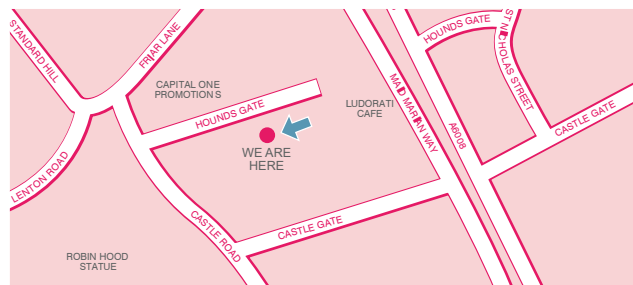 STANDARD HILL
FRIAR LANE
HOUNDS GATE
ST NICHOLAS STREET
CAPITAL ONE
PROMOTIONS
HOUNDS GATE
LUDORATI
CAFE
MAID MARIAN WAY
A6008
CASTLE GATE
WE ARE
HERE
LENTON ROAD
CASTLE ROAD
CASTLE GATE
ROBIN HOOD
STATUE